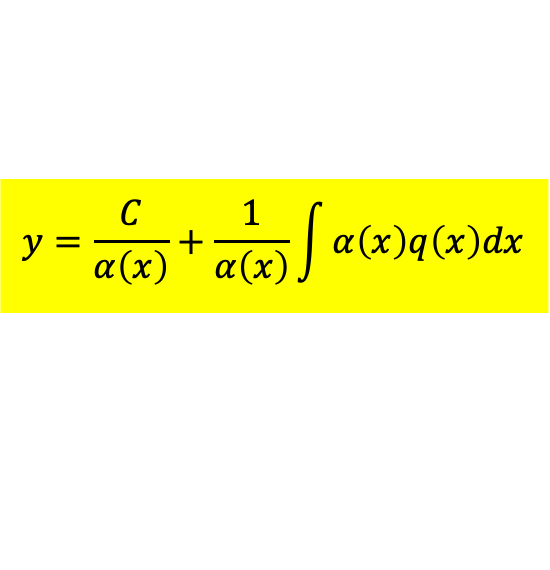 y = C/α(x) + 1/α(x) ∫ α(x)q(x)dx